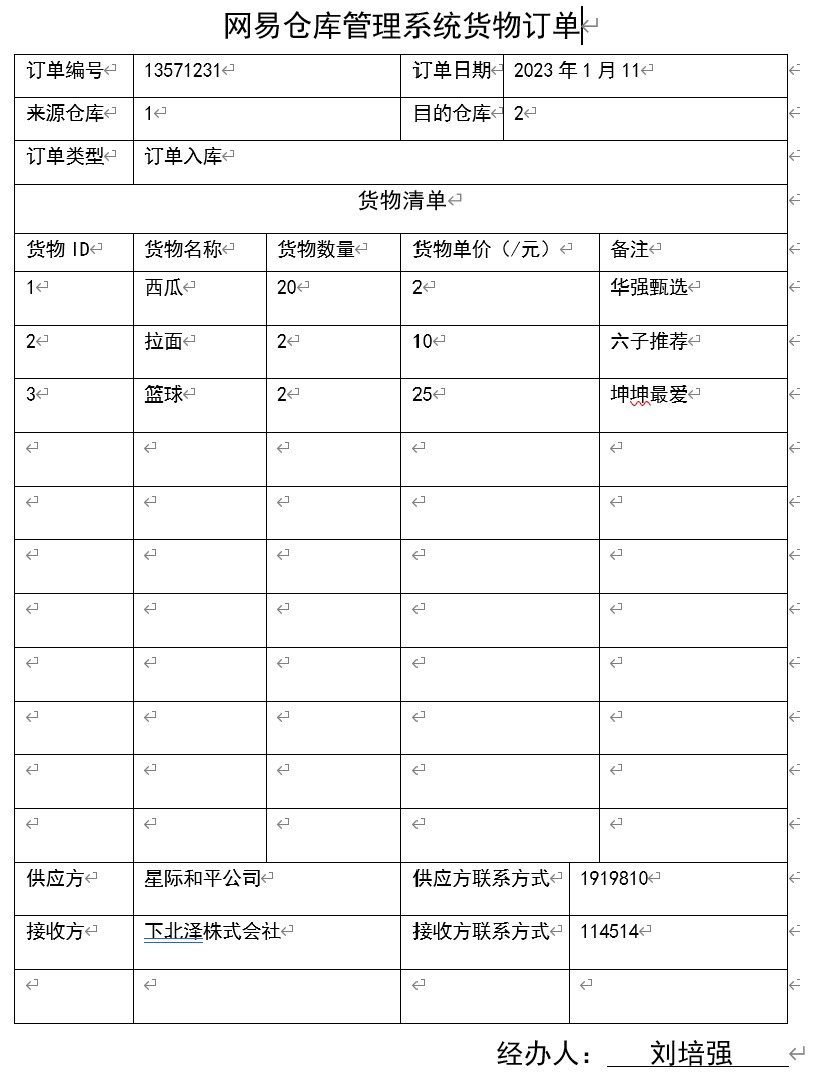 网易仓库管理系统货物订单
订单编号 13571231 订单日期 2023 年 1 月 11
来源仓库 1 目的仓库 2
订单类型 订单入库
货物清单
货物 ID 货物名称 货物数量 货物单价（/元） 备注
1 西瓜 20 2 华强甄选
2 拉面 2 10 六子推荐
3 篮球 2 25 坤坤最爱
供应方 星际和平公司 供应方联系方式 1919810
接收方 下北泽株式会社 接收方联系方式 114514
经办人： 刘培强